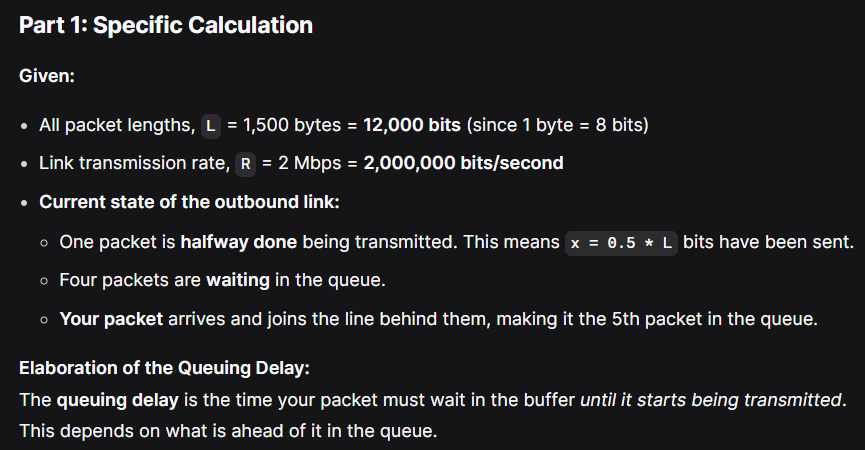 Part 1: Specific Calculation
Given:
• All packet lengths, L = 1,500 bytes = 12,000 bits (since 1 byte = 8 bits)
• Link transmission rate, R = 2 Mbps = 2,000,000 bits/second
• Current state of the outbound link:
◦ One packet is halfway done being transmitted. This means x = 0.5 * L bits have been sent.
◦ Four packets are waiting in the queue.
◦ Your packet arrives and joins the line behind them, making it the 5th packet in the queue.
Elaboration of the Queuing Delay:
The queuing delay is the time your packet must wait in the buffer until it starts being transmitted.
This depends on what is ahead of it in the queue.